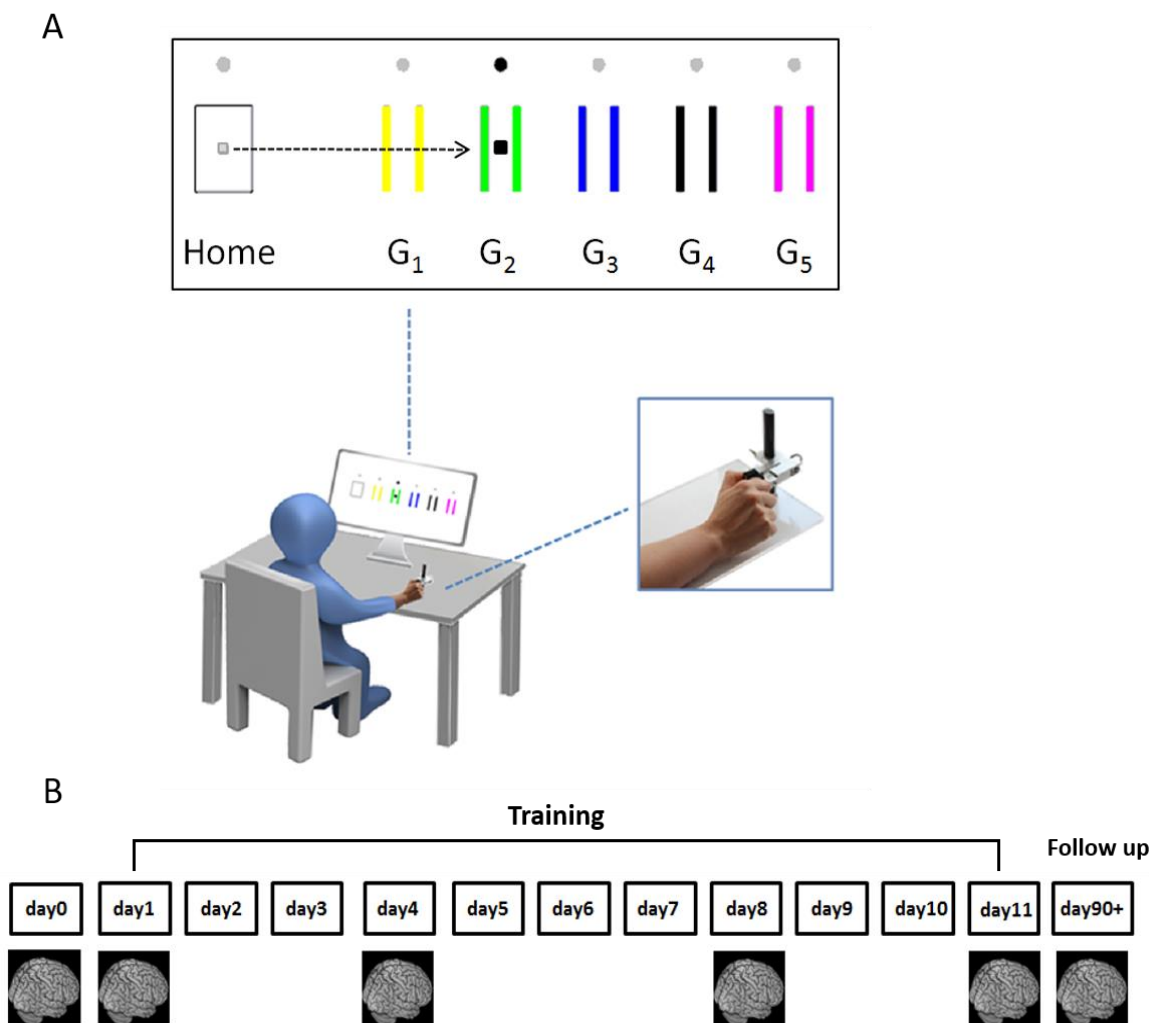 A
Home G₁ G₂ G₃ G₄ G₅
B
Training
Follow up
day0 day1 day2 day3 day4 day5 day6 day7 day8 day9 day10 day11 day90+